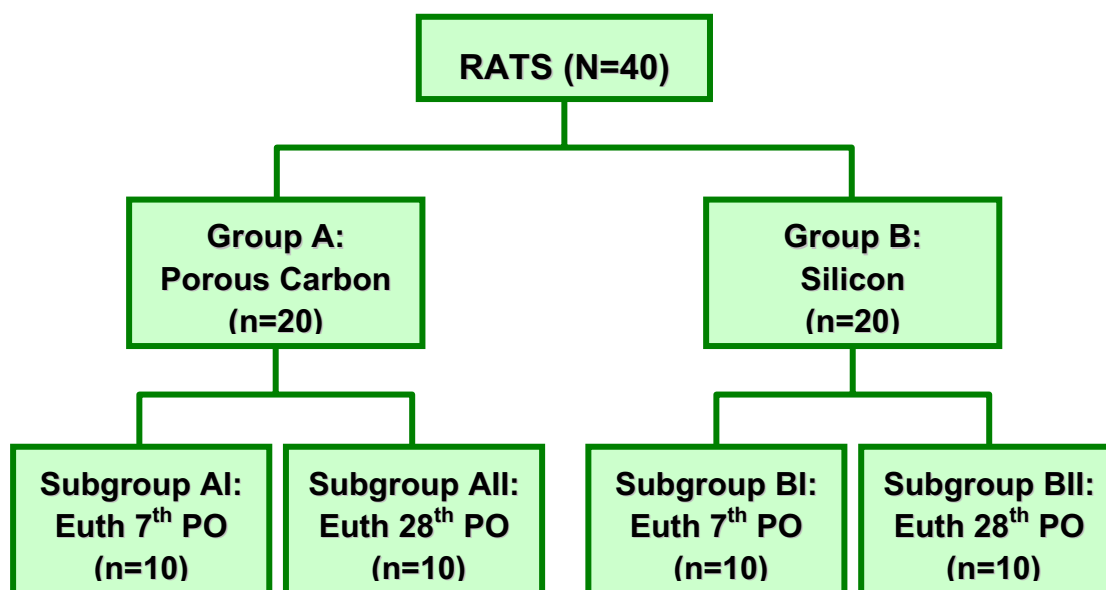 RATS (N=40)
Group A:
Porous Carbon
(n=20)
Group B:
Silicon
(n=20)
Subgroup AI:
Euth 7th PO
(n=10)
Subgroup AII:
Euth 28th PO
(n=10)
Subgroup BI:
Euth 7th PO
(n=10)
Subgroup BII:
Euth 28th PO
(n=10)